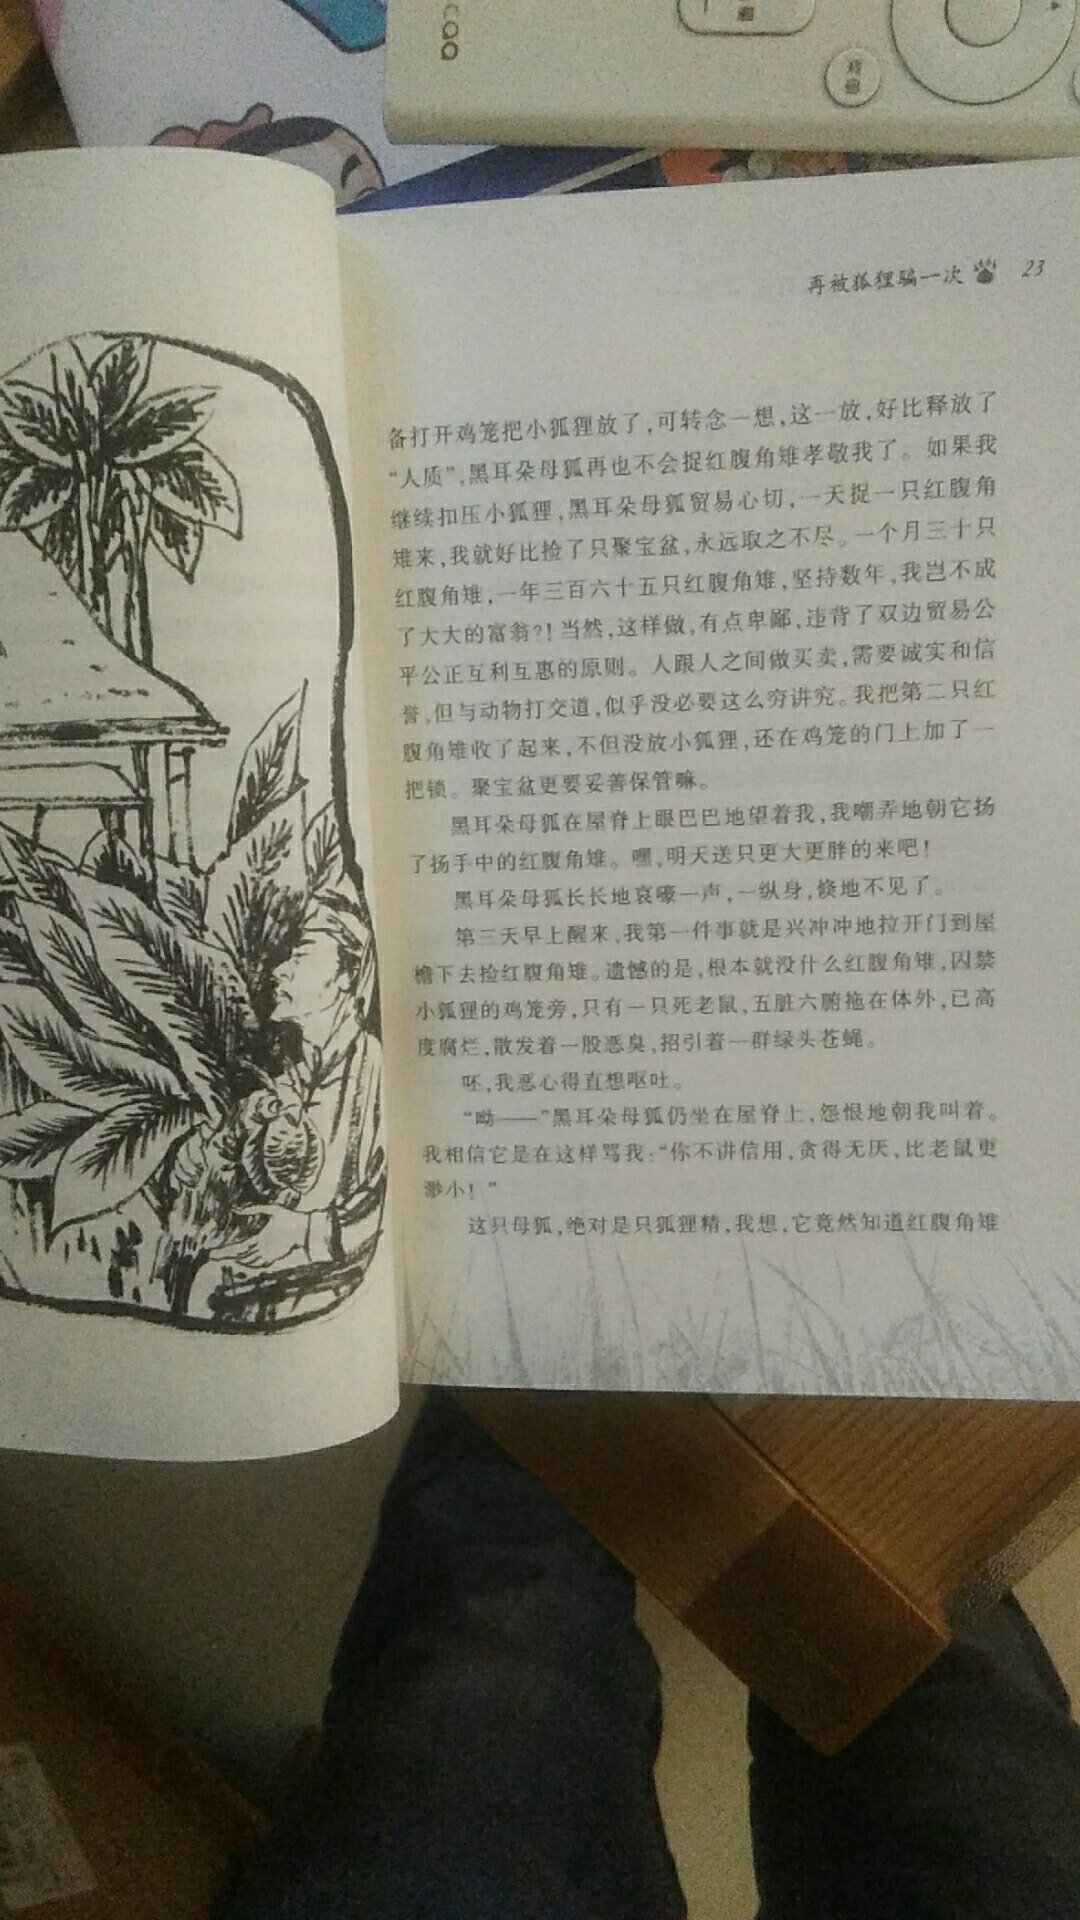 再被狐狸骗一次 23
备打开鸡笼把小狐狸放了,可转念一想,这一放,好比释放了
“人质”,黑耳朵母狐再也不会捉红腹角雉孝敬我了。如果我
继续扣压小狐狸,黑耳朵母狐贸易心切,一天捉一只红腹角
雉来,我就好比捡了只聚宝盆,永远取之不尽。一个月三十只
红腹角雉,一年三百六十五只红腹角雉,坚持数年,我岂不成
了大大的富翁?!当然,这样做,有点卑鄙,违背了双边贸易公
平公正互利互惠的原则。人跟人之间做买卖,需要诚实和信
誉,但与动物打交道,似乎没必要这么穷讲究。我把第二只红
腹角雉收了起来,不但没放小狐狸,还在鸡笼的门上加了一
把锁。聚宝盆更要妥善保管嘛。
黑耳朵母狐在屋脊上眼巴巴地望着我,我嘲弄地朝它扬
了扬手中的红腹角雉。嘿,明天送只更大更胖的来吧!
黑耳朵母狐长长地哀嚎一声,一纵身,倏地不见了。
第三天早上醒来,我第一件事就是兴冲冲地拉开门到屋
檐下去捡红腹角雉。遗憾的是,根本就没什么红腹角雉,囚禁
小狐狸的鸡笼旁,只有一只死老鼠,五脏六腑拖在体外,已高
度腐烂,散发着一股恶臭,招引着一群绿头苍蝇。
呸,我恶心得直想呕吐。
“呦——”黑耳朵母狐仍坐在屋脊上,怨恨地朝我叫着。
我相信它是在这样骂我:“你不讲信用,贪得无厌,比老鼠更
渺小!”
这只母狐,绝对是只狐狸精,我想,它竟然知道红腹角雉